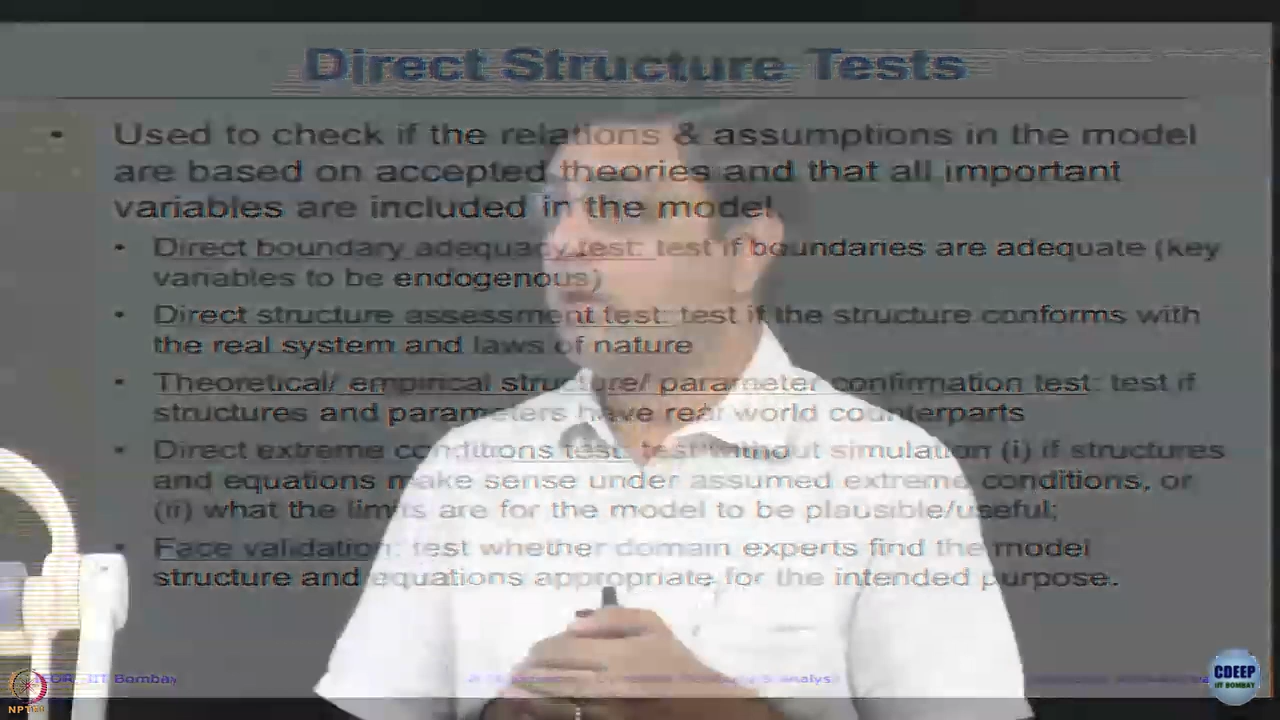 Direct Structure Tests
• Used to check if the relations & assumptions in the model
are based on accepted theories and that all important
variables are included in the model
• Direct boundary adequacy test: test if boundaries are adequate (key
variables to be endogenous)
• Direct structure assessment test: test if the structure conforms with
the real system and laws of nature
• Theoretical/ empirical structure/ parameter confirmation test: test if
structures and parameters have real world counterparts
• Direct extreme conditions test: test without simulation (i) if structures
and equations make sense under assumed extreme conditions, or
(ii) what the limits are for the model to be plausible/useful;
• Face validation: test whether domain experts find the model
structure and equations appropriate for the intended purpose.
IEOR, IIT Bombay
CDEEP
IIT BOMBAY
NPTEL